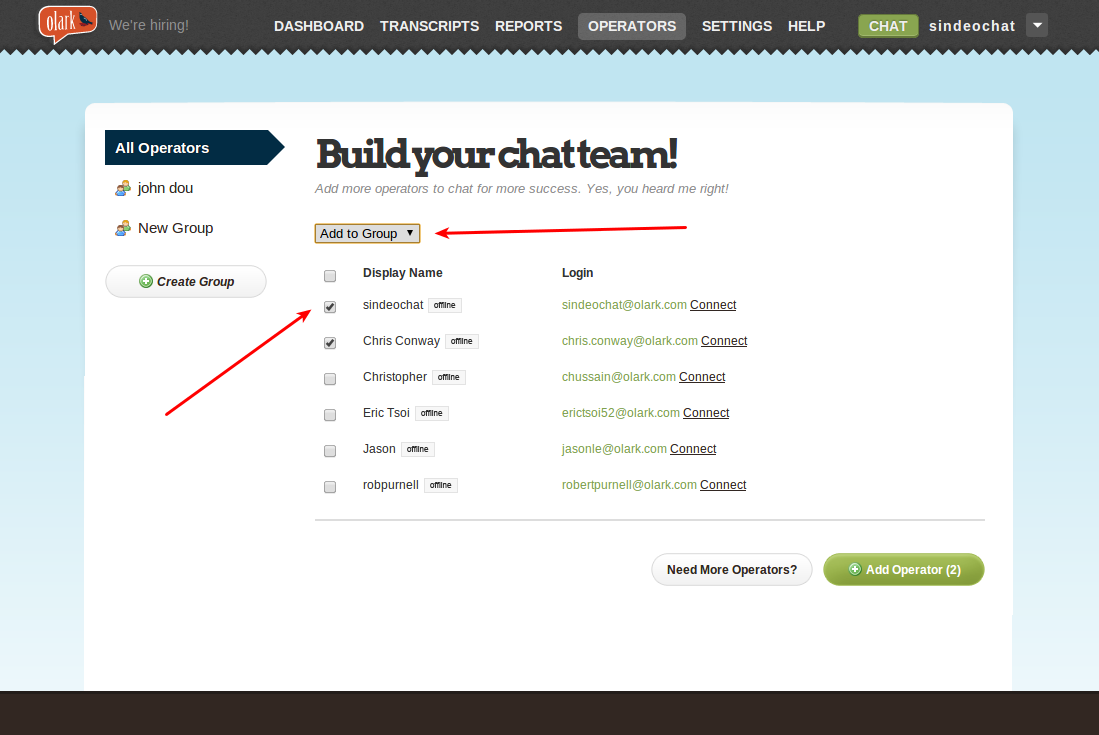 olark We're hiring! DASHBOARD TRANSCRIPTS REPORTS OPERATORS SETTINGS HELP CHAT sindeochat
All Operators
john dou
New Group
Create Group
Build your chat team!
Add more operators to chat for more success. Yes, you heard me right!
Add to Group
Display Name Login
sindeochat offline sindeochat@olark.com Connect
Chris Conway offline chris.conway@olark.com Connect
Christopher offline chussain@olark.com Connect
Eric Tsoi offline erictsoi52@olark.com Connect
Jason offline jasonle@olark.com Connect
robpurnell offline robertpurnell@olark.com Connect
Need More Operators? Add Operator (2)